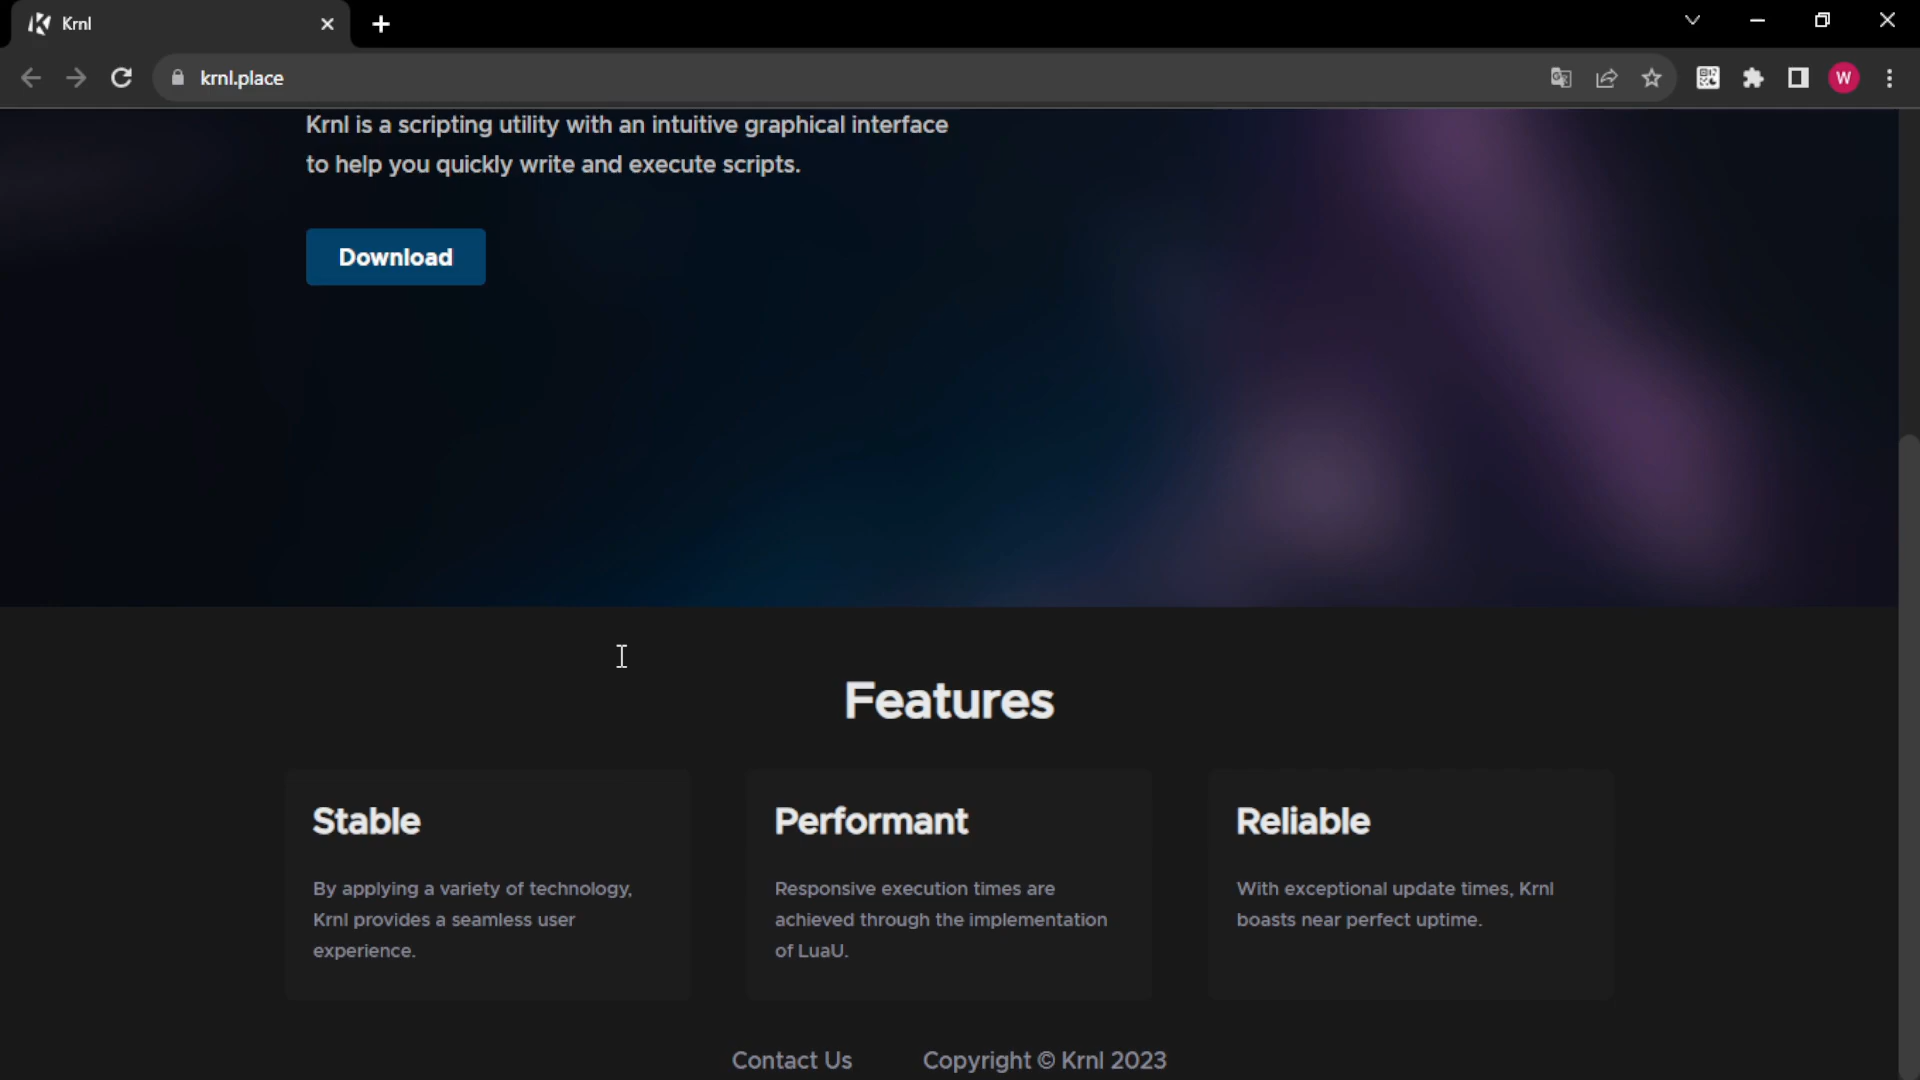 Krnl
krnl.place
W
Krnl is a scripting utility with an intuitive graphical interface
to help you quickly write and execute scripts.
Download
Features
Stable
By applying a variety of technology,
Krnl provides a seamless user
experience.
Performant
Responsive execution times are
achieved through the implementation
of LuaU.
Reliable
With exceptional update times, Krnl
boasts near perfect uptime.
Contact Us
Copyright © Krnl 2023